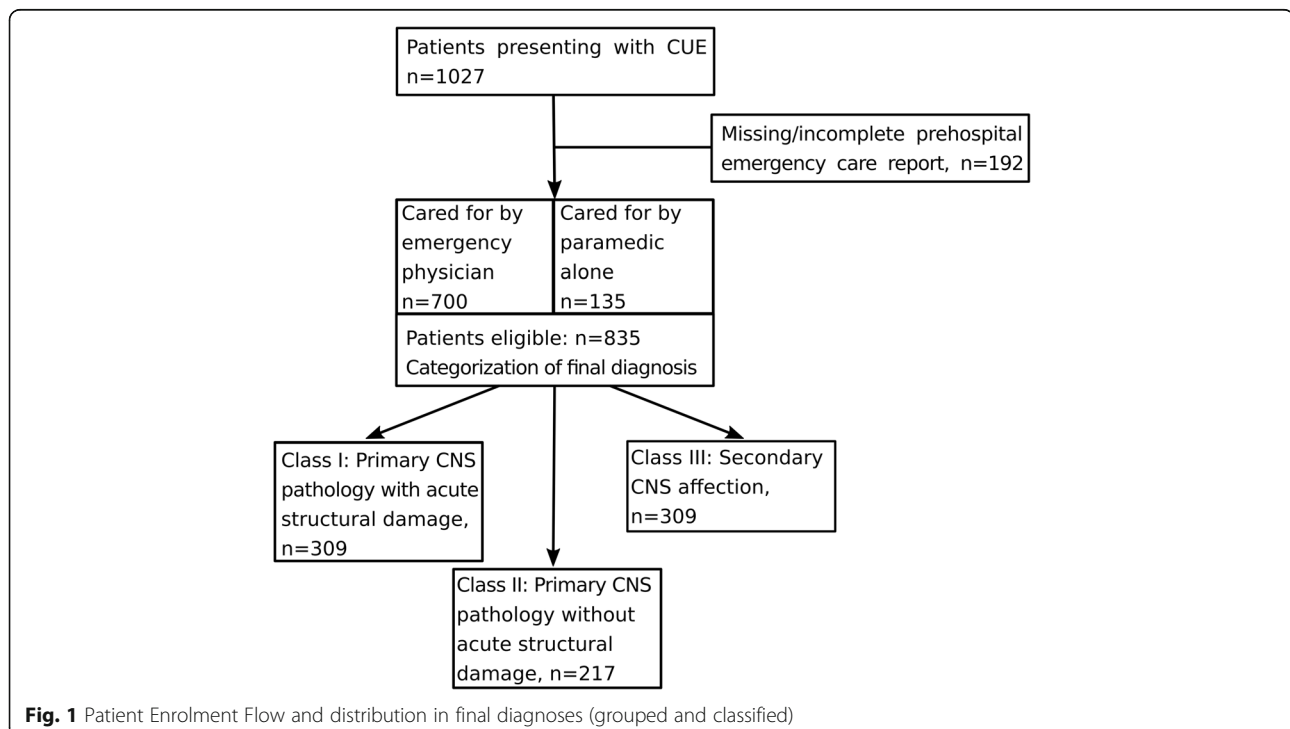 Patients presenting with CUE
n=1027
Missing/incomplete prehospital
emergency care report, n=192
Cared for by
emergency
physician
n=700
Cared for by
paramedic
alone
n=135
Patients eligible: n=835
Categorization of final diagnosis
Class I: Primary CNS
pathology with acute
structural damage,
n=309
Class III: Secondary
CNS affection,
n=309
Class II: Primary CNS
pathology without
acute structural
damage, n=217
Fig. 1 Patient Enrolment Flow and distribution in final diagnoses (grouped and classified)